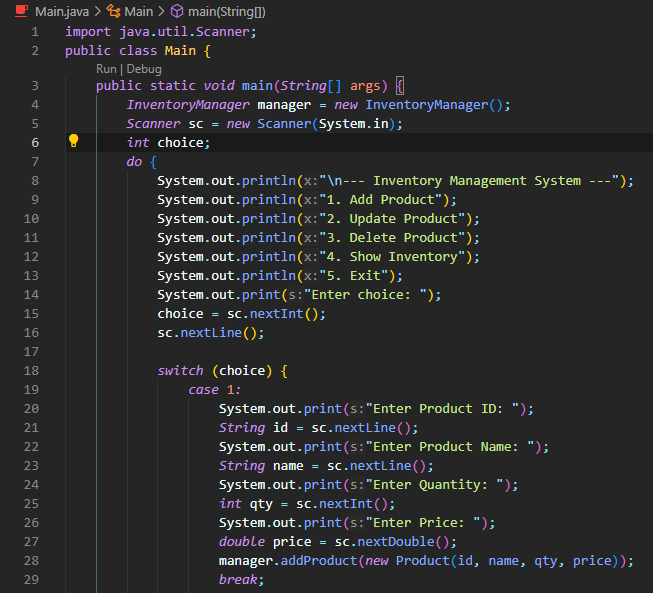 Main.java > Main > main(String[])
1 import java.util.Scanner;
2 public class Main {
Run | Debug
3 public static void main(String[] args) {
4 InventoryManager manager = new InventoryManager();
5 Scanner sc = new Scanner(System.in);
6 int choice;
7 do {
8 System.out.println(x:"\n--- Inventory Management System ---");
9 System.out.println(x:"1. Add Product");
10 System.out.println(x:"2. Update Product");
11 System.out.println(x:"3. Delete Product");
12 System.out.println(x:"4. Show Inventory");
13 System.out.println(x:"5. Exit");
14 System.out.print(s:"Enter choice: ");
15 choice = sc.nextInt();
16 sc.nextLine();
17
18 switch (choice) {
19 case 1:
20 System.out.print(s:"Enter Product ID: ");
21 String id = sc.nextLine();
22 System.out.print(s:"Enter Product Name: ");
23 String name = sc.nextLine();
24 System.out.print(s:"Enter Quantity: ");
25 int qty = sc.nextInt();
26 System.out.print(s:"Enter Price: ");
27 double price = sc.nextDouble();
28 manager.addProduct(new Product(id, name, qty, price));
29 break;